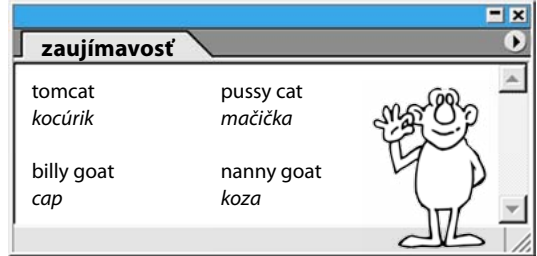 zaujímavosť
tomcat pussy cat
kocúrik mačička
billy goat nanny goat
cap koza